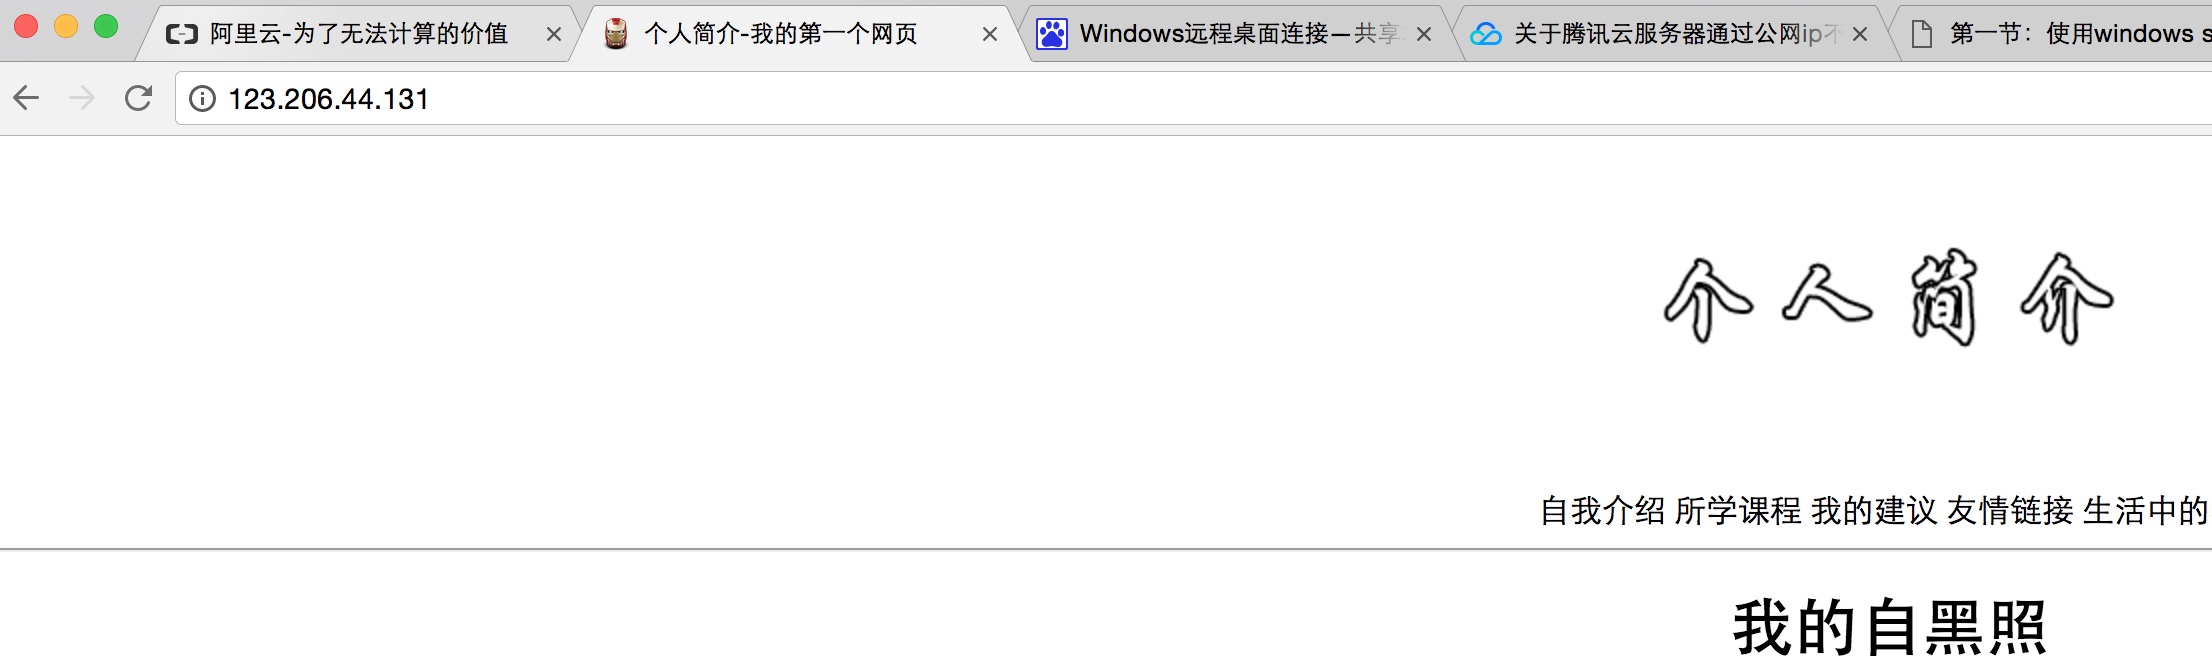 阿里云-为了无法计算的价值
个人简介-我的第一个网页
Windows远程桌面连接—共享
关于腾讯云服务器通过公网ip不
第一节：使用windows s
123.206.44.131
个人简介
自我介绍 所学课程 我的建议 友情链接 生活中的
我的自黑照